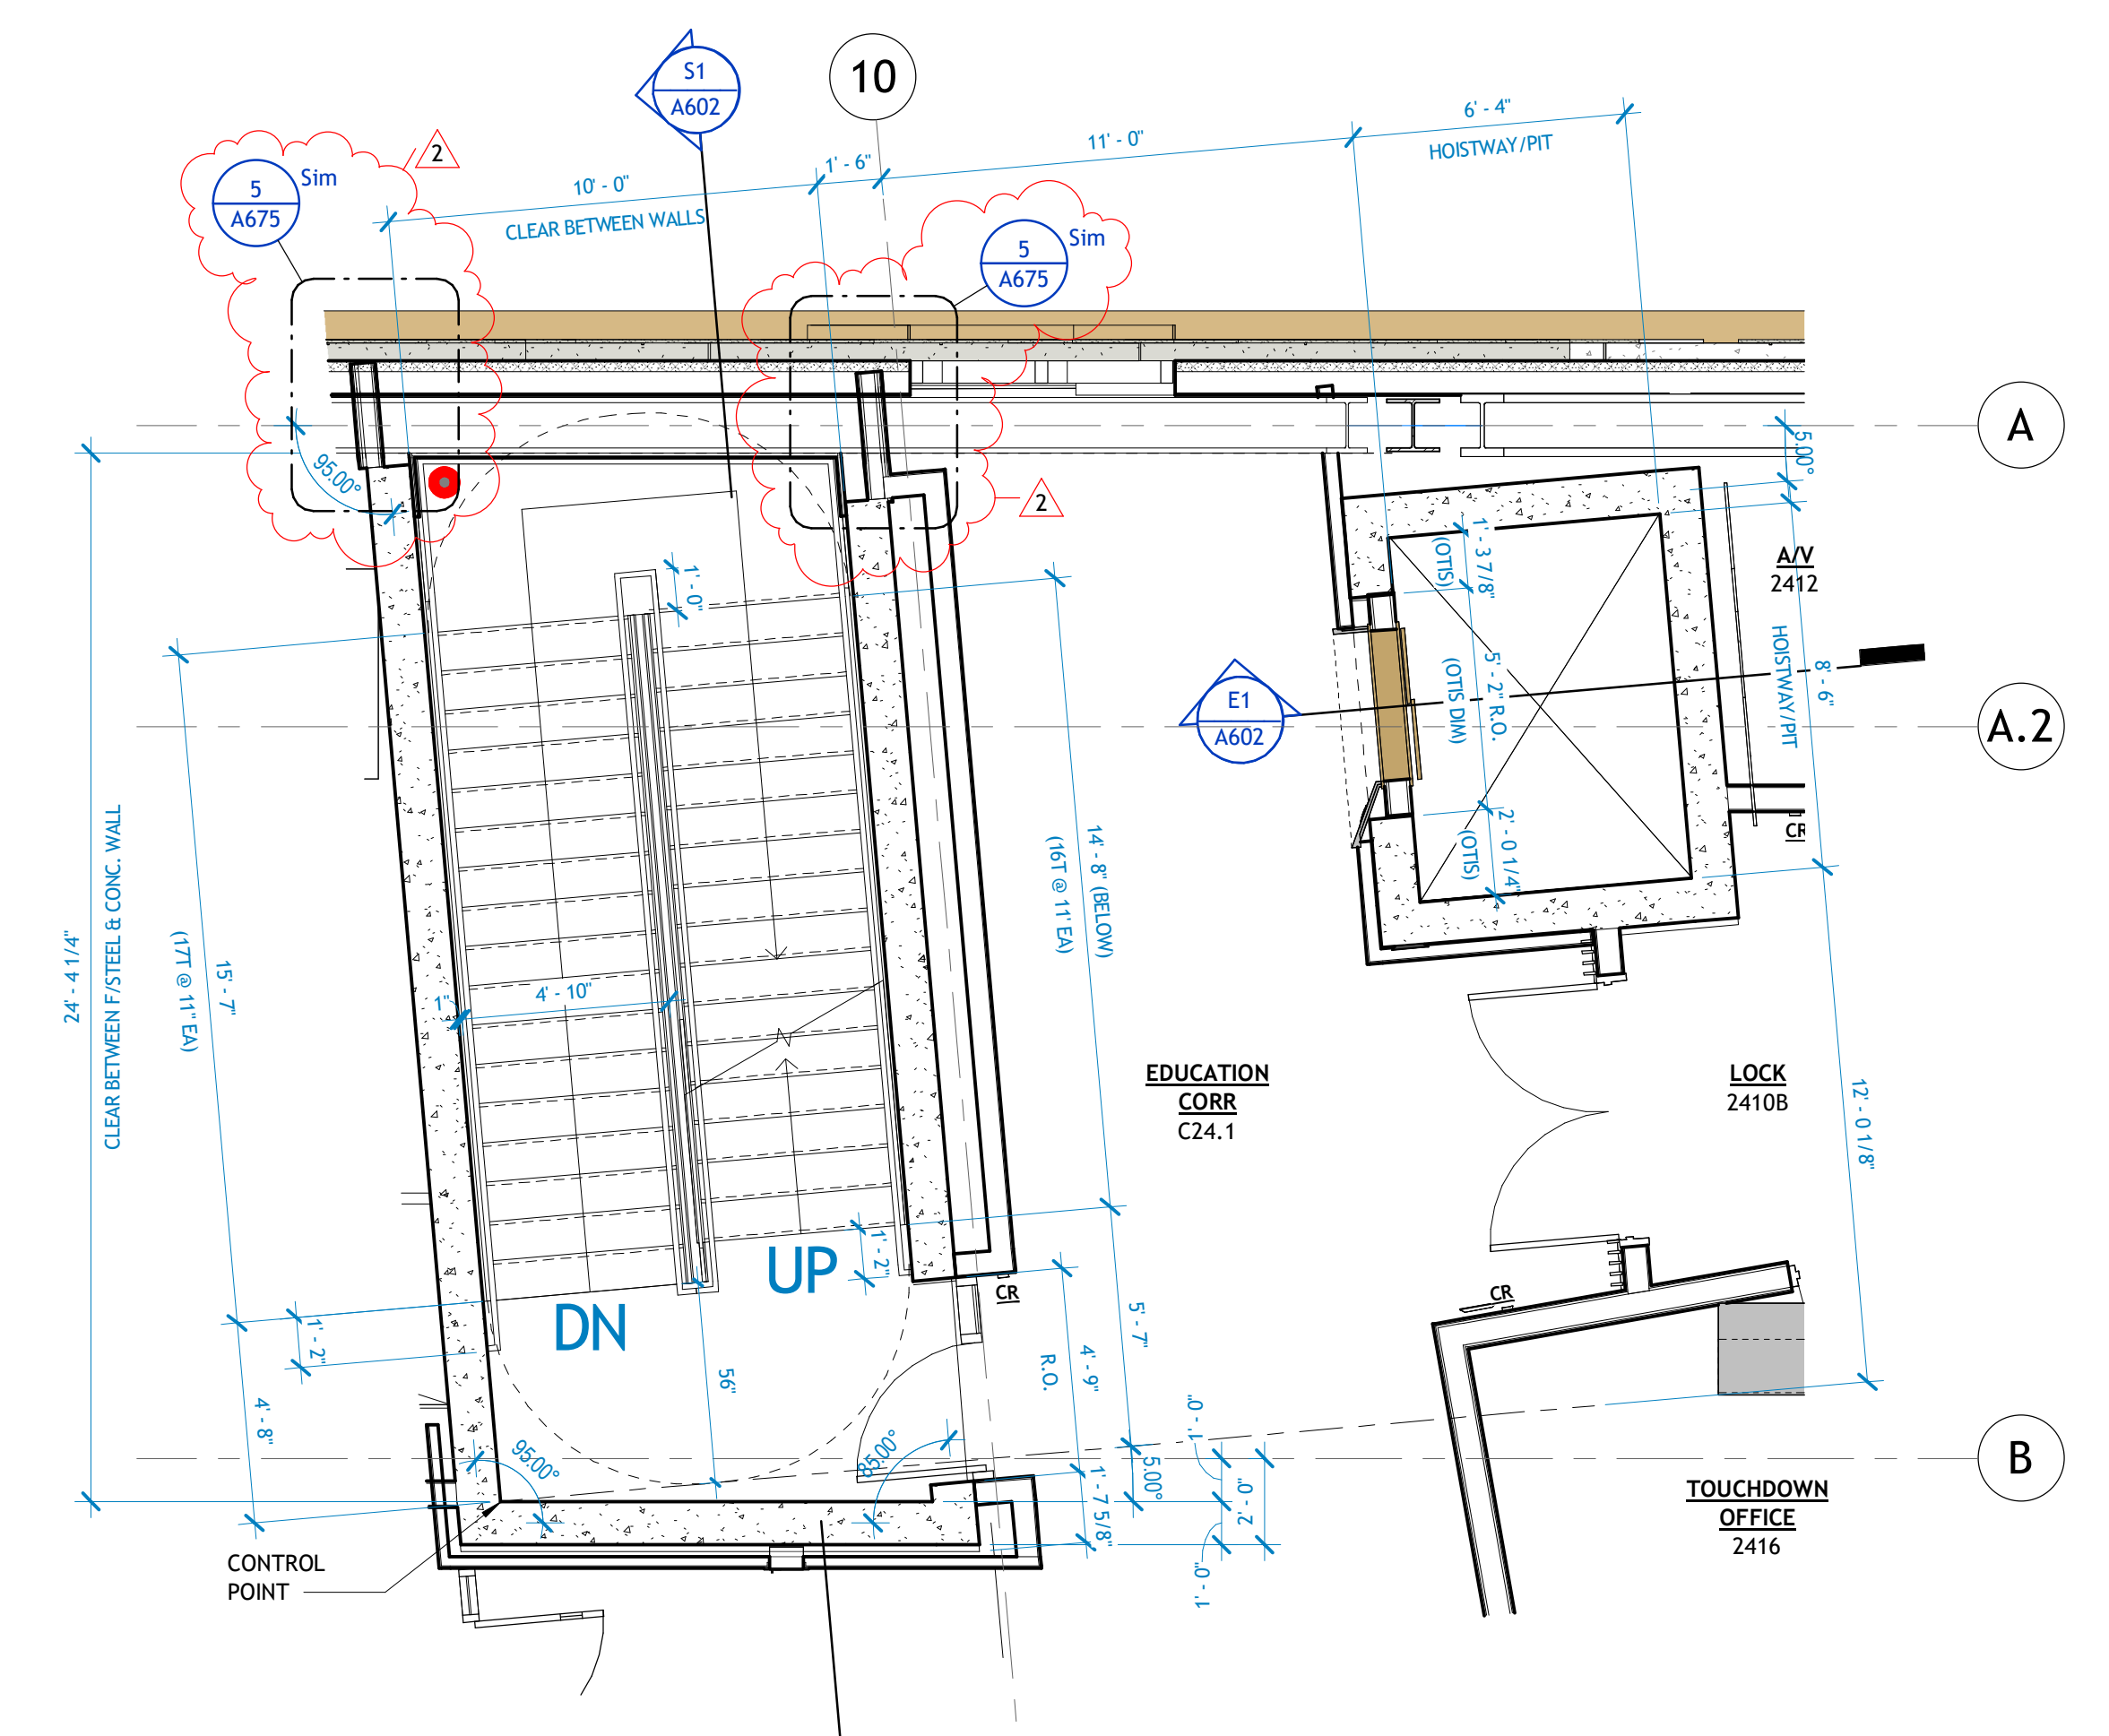 S1
A602
10
6' - 4"
HOISTWAY/PIT
11' - 0"
1' - 6"
10' - 0"
CLEAR BETWEEN WALLS
2
5
A675
Sim
5
A675
Sim
A
5.00°
95.00°
2
1' - 3 7/8"
(OTIS)
A/V
2412
1' - 0"
HOISTWAY/PIT
8' - 6"
5' - 2" R.O.
(OTIS DIM)
E1
A602
A.2
2' - 0 1/4"
(OTIS)
CR
14' - 8" (BELOW)
(16T @ 11' EA)
24' - 4 1/4"
CLEAR BETWEEN F/STEEL & CONC. WALL
15' - 7"
(17T @ 11" EA)
1"
4' - 10"
EDUCATION
CORR
C24.1
LOCK
2410B
12' - 0 1/8"
UP
DN
1' - 2"
1' - 2"
CR
CR
5' - 7"
4' - 9"
R.O.
56"
4' - 8"
95.00°
85.00°
1' - 0"
5.00°
2' - 0"
1' - 7 5/8"
1' - 0"
B
TOUCHDOWN
OFFICE
2416
CONTROL
POINT